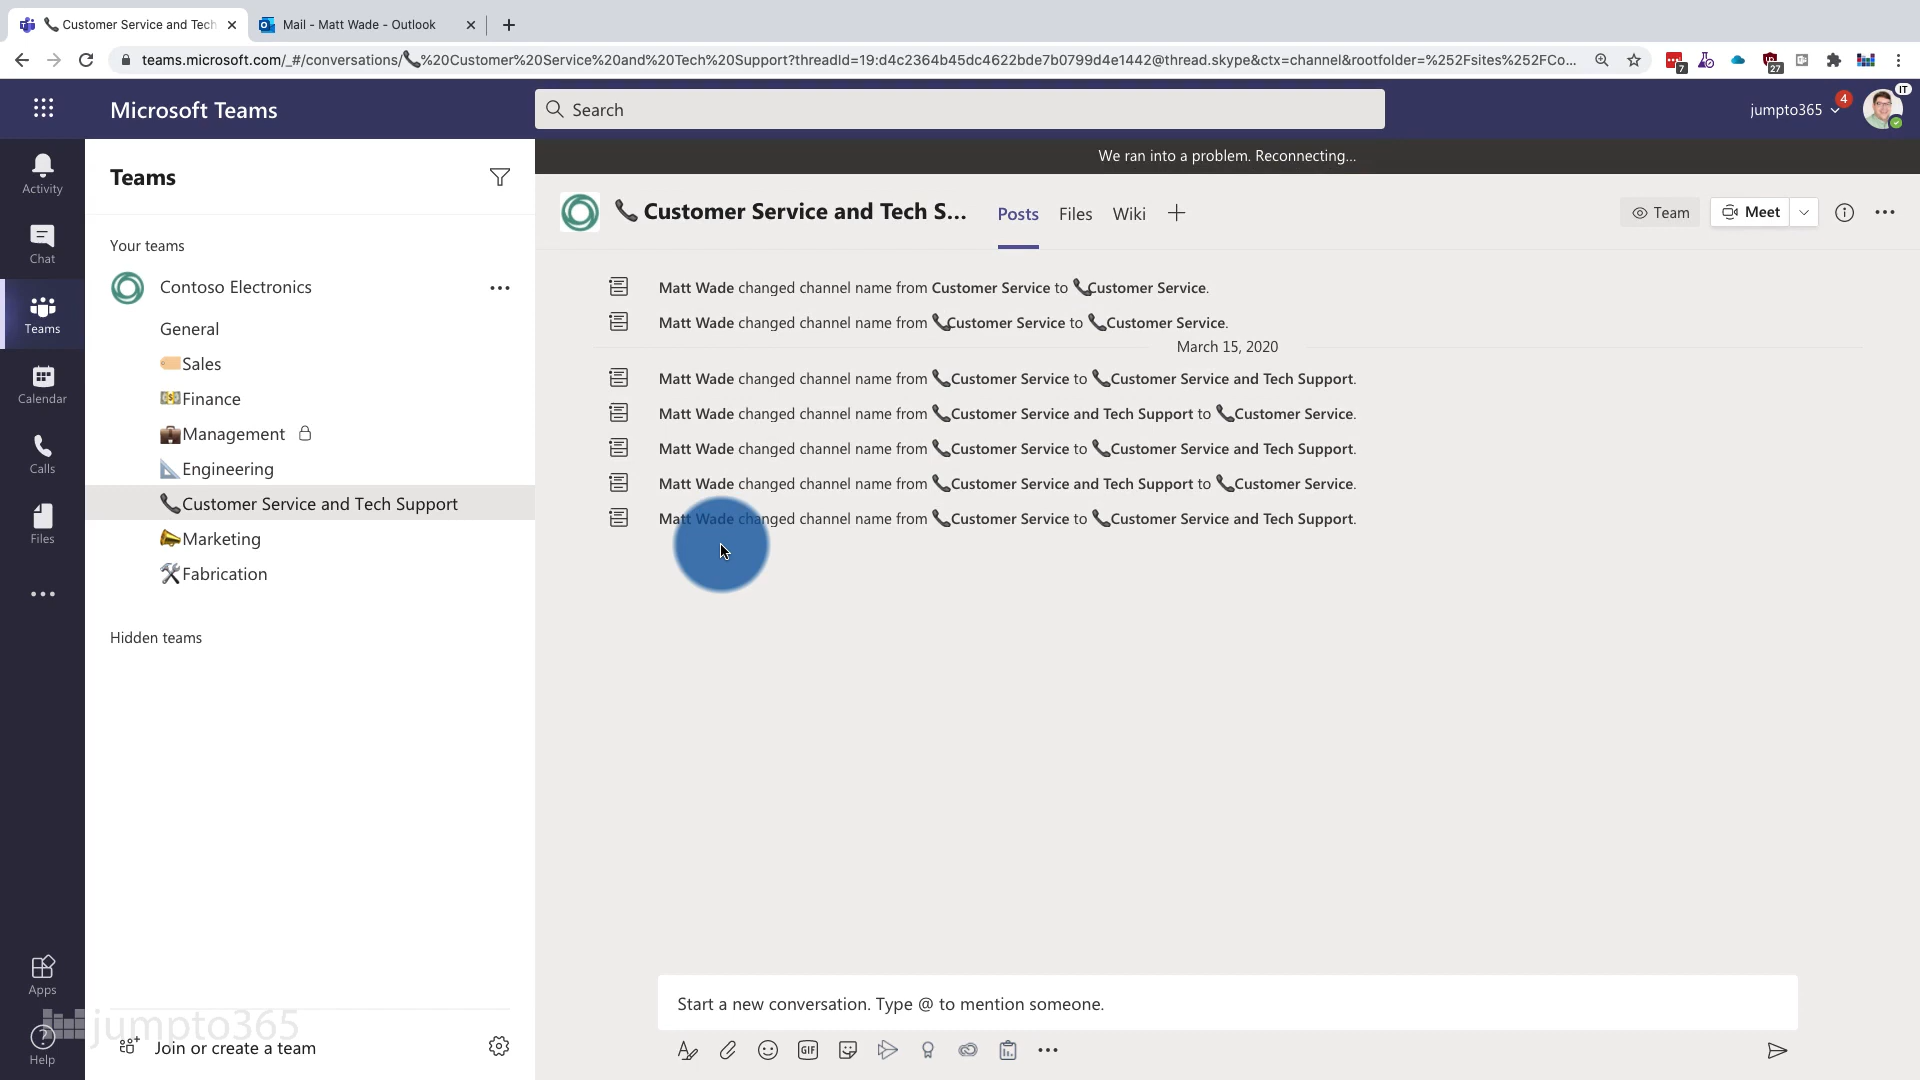 📞 Customer Service and Tech
Mail - Matt Wade - Outlook
teams.microsoft.com/_#/conversations/📞%20Customer%20Service%20and%20Tech%20Support?threadId=19:d4c2364b45dc4622bde7b0799d4e1442@thread.skype&ctx=channel&rootfolder=%252Fsites%252FCo...
7
27
Microsoft Teams
Search
jumpto365
4
IT
We ran into a problem. Reconnecting...
Activity
Chat
Teams
Calendar
Calls
Files
Apps
Help
Teams
Your teams
Contoso Electronics
General
🏷️Sales
💵Finance
💼Management
📐Engineering
📞Customer Service and Tech Support
📣Marketing
🛠️Fabrication
Hidden teams
jumpto365
Join or create a team
📞 Customer Service and Tech S...
Posts
Files
Wiki
Team
Meet
Matt Wade changed channel name from Customer Service to 📞Customer Service.
Matt Wade changed channel name from 📞Customer Service to 📞Customer Service.
March 15, 2020
Matt Wade changed channel name from 📞Customer Service to 📞Customer Service and Tech Support.
Matt Wade changed channel name from 📞Customer Service and Tech Support to 📞Customer Service.
Matt Wade changed channel name from 📞Customer Service to 📞Customer Service and Tech Support.
Matt Wade changed channel name from 📞Customer Service and Tech Support to 📞Customer Service.
Matt Wade changed channel name from 📞Customer Service to 📞Customer Service and Tech Support.
Start a new conversation. Type @ to mention someone.
GIF